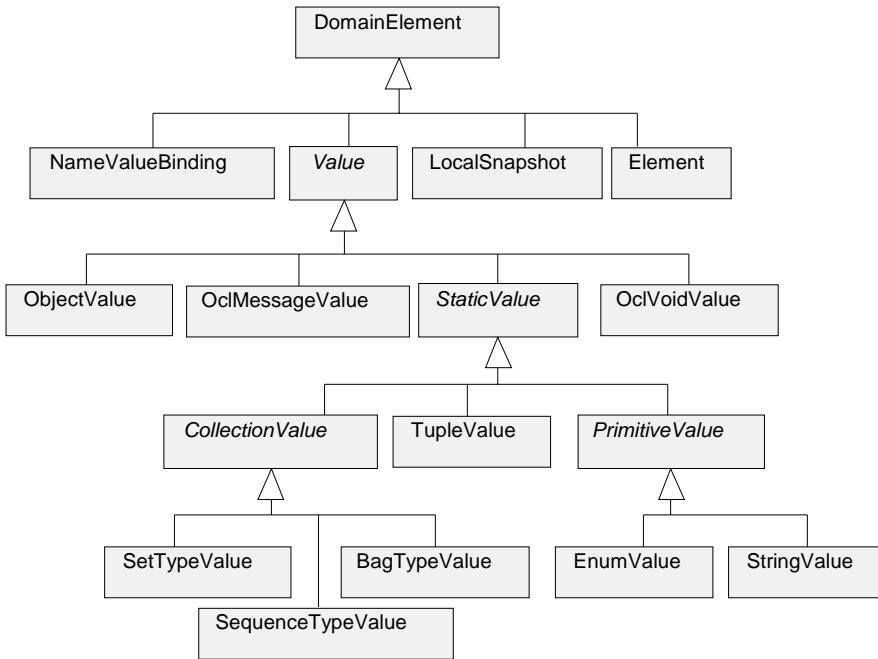 DomainElement
NameValueBinding
Value
LocalSnapshot
Element
ObjectValue
OclMessageValue
StaticValue
OclVoidValue
CollectionValue
TupleValue
PrimitiveValue
SetTypeValue
BagTypeValue
EnumValue
StringValue
SequenceTypeValue